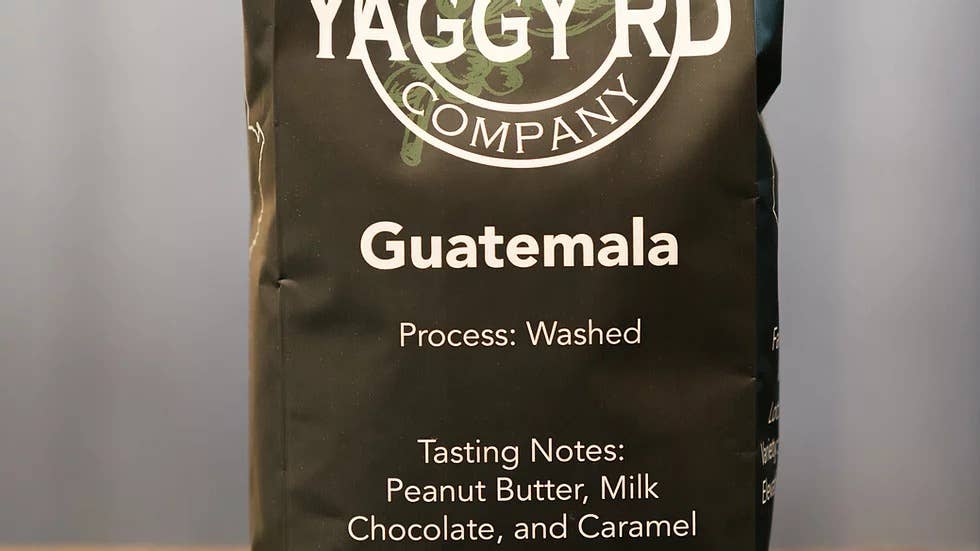 YAGGY RD
COMPANY
Guatemala
Process: Washed
Tasting Notes:
Peanut Butter, Milk
Chocolate, and Caramel